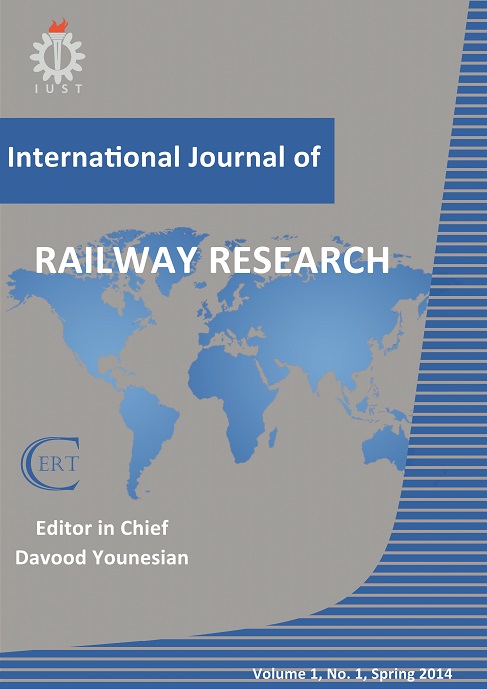 IUST
International Journal of
RAILWAY RESEARCH
CERT
Editor in Chief
Davood Younesian
Volume 1, No. 1, Spring 2014